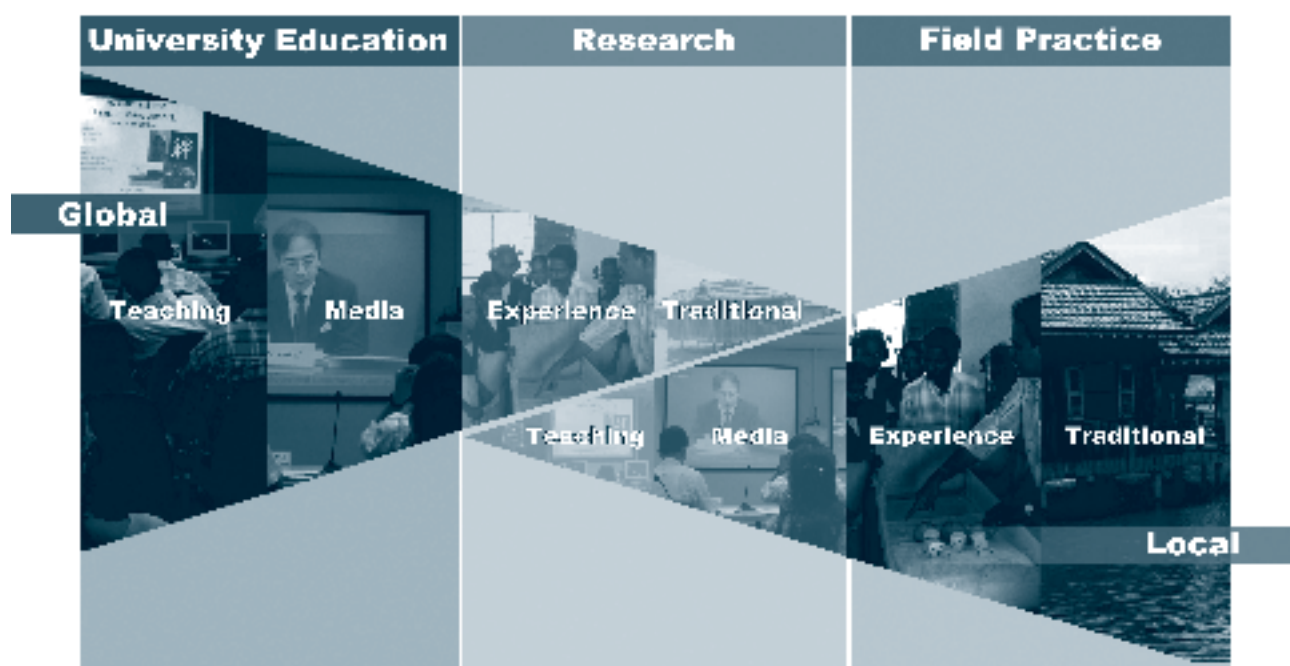 University Education
Research
Field Practice
Global
Teaching
Media
Experience
Traditional
Teaching
Media
Experience
Traditional
Local